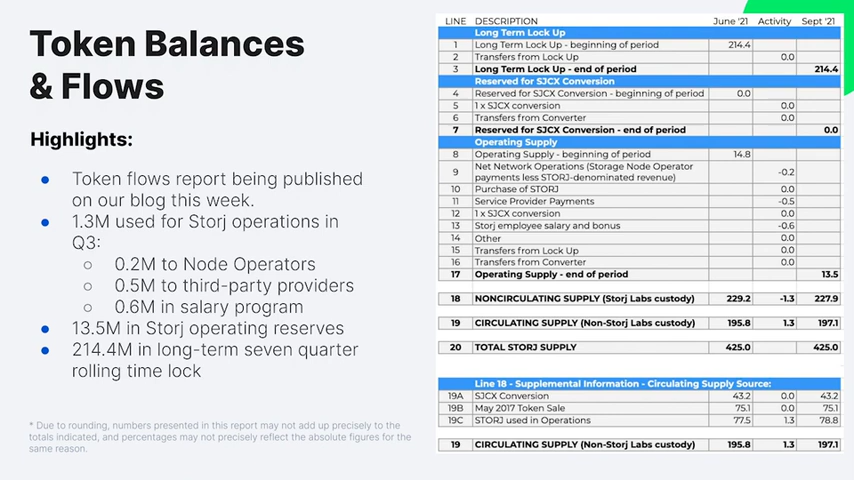 Token Balances
& Flows
Highlights:
● Token flows report being published
on our blog this week.
● 1.3M used for Storj operations in
Q3:
○ 0.2M to Node Operators
○ 0.5M to third-party providers
○ 0.6M in salary program
● 13.5M in Storj operating reserves
● 214.4M in long-term seven quarter
rolling time lock
* Due to rounding, numbers presented in this report may not add up precisely to the
totals indicated, and percentages may not precisely reflect the absolute figures for the
same reason.
LINE DESCRIPTION June '21 Activity Sept '21
Long Term Lock Up
1 Long Term Lock Up - beginning of period 214.4
2 Transfers from Lock Up 0.0
3 Long Term Lock Up - end of period 214.4
Reserved for SJCX Conversion
4 Reserved for SJCX Conversion - beginning of period 0.0
5 1 x SJCX conversion 0.0
6 Transfers from Converter 0.0
7 Reserved for SJCX Conversion - end of period 0.0
Operating Supply
8 Operating Supply - beginning of period 14.8
9 Net Network Operations (Storage Node Operator
payments less STORJ-denominated revenue) -0.2
10 Purchase of STORJ 0.0
11 Service Provider Payments -0.5
12 1 x SJCX conversion 0.0
13 Storj employee salary and bonus -0.6
14 Other 0.0
15 Transfers from Lock Up 0.0
16 Transfers from Converter 0.0
17 Operating Supply - end of period 13.5
18 NONCIRCULATING SUPPLY (Storj Labs custody) 229.2 -1.3 227.9
19 CIRCULATING SUPPLY (Non-Storj Labs custody) 195.8 1.3 197.1
20 TOTAL STORJ SUPPLY 425.0 425.0
Line 18 - Supplemental Information - Circulating Supply Source:
19A SJCX Conversion 43.2 0.0 43.2
19B May 2017 Token Sale 75.1 0.0 75.1
19C STORJ used in Operations 77.5 1.3 78.8
19 CIRCULATING SUPPLY (Non-Storj Labs custody) 195.8 1.3 197.1